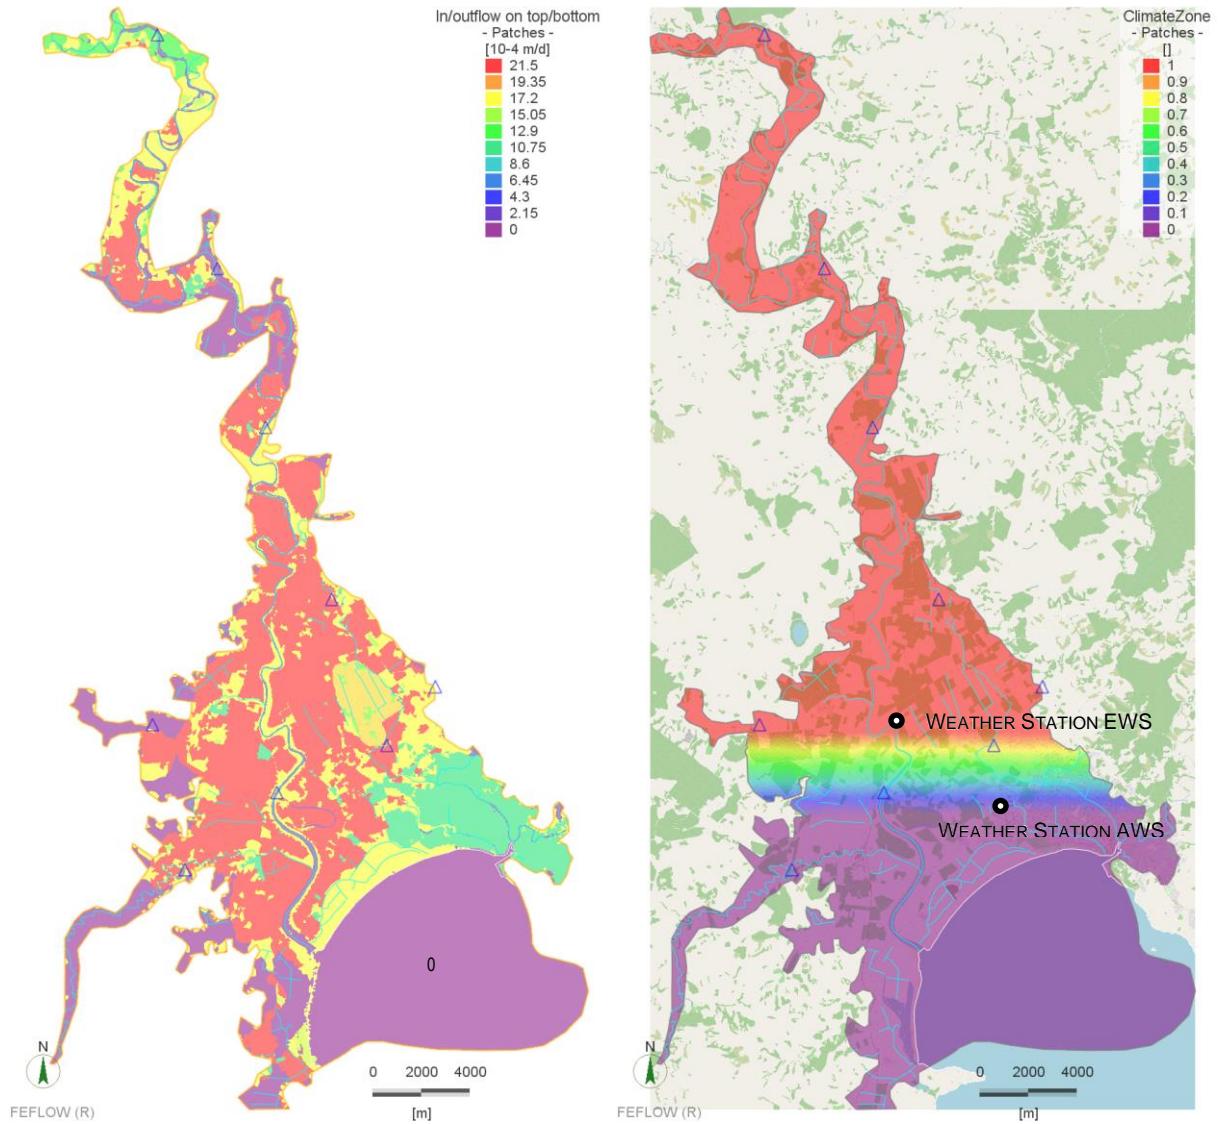 In/outflow on top/bottom
- Patches -
[10-4 m/d]
21.5
19.35
17.2
15.05
12.9
10.75
8.6
6.45
4.3
2.15
0
0
N
0 2000 4000
[m]
FEFLOW (R)
ClimateZone
- Patches -
[]
1
0.9
0.8
0.7
0.6
0.5
0.4
0.3
0.2
0.1
0
WEATHER STATION EWS
WEATHER STATION AWS
N
0 2000 4000
[m]
FEFLOW (R)